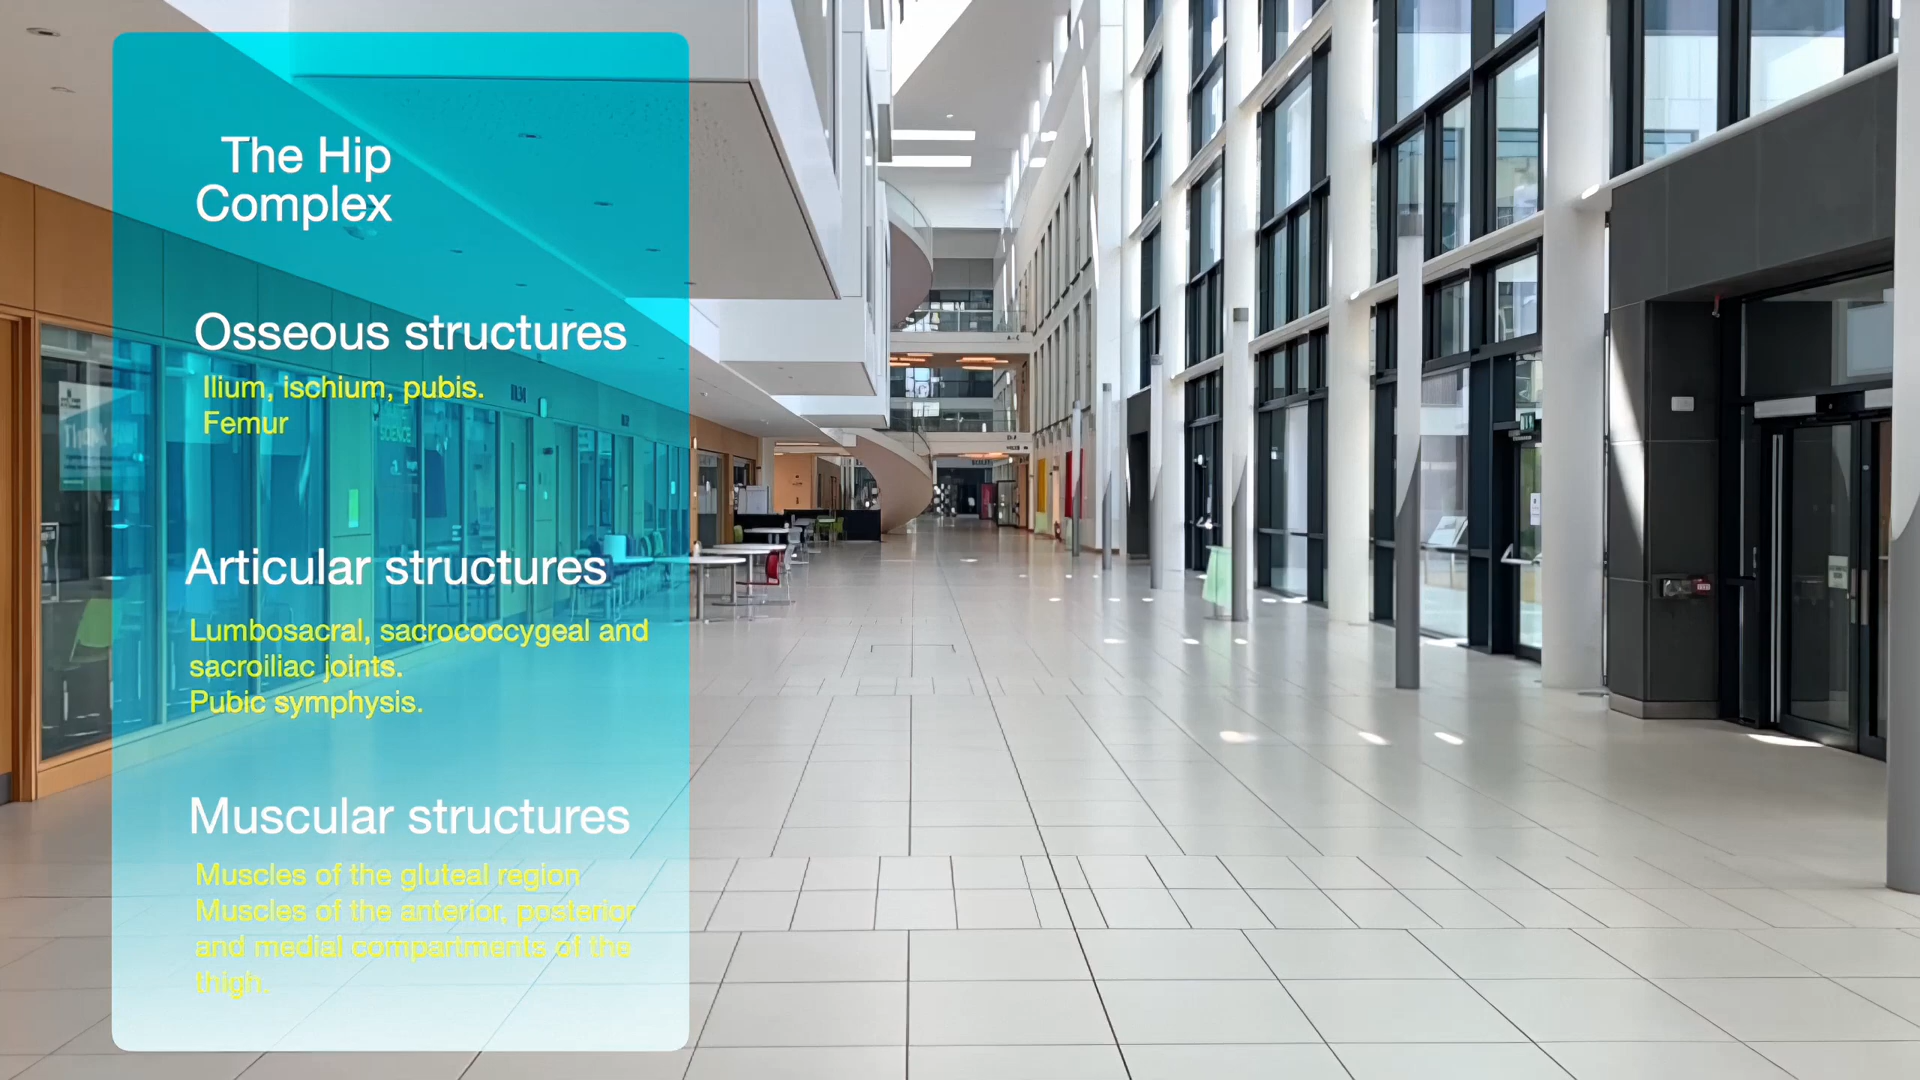 The Hip
Complex
Osseous structures
Ilium, ischium, pubis.
Femur
SCIENCE
Articular structures
Lumbosacral, sacrococcygeal and
sacroiliac joints.
Pubic symphysis.
Muscular structures
Muscles of the gluteal region
Muscles of the anterior, posterior
and medial compartments of the
thigh.